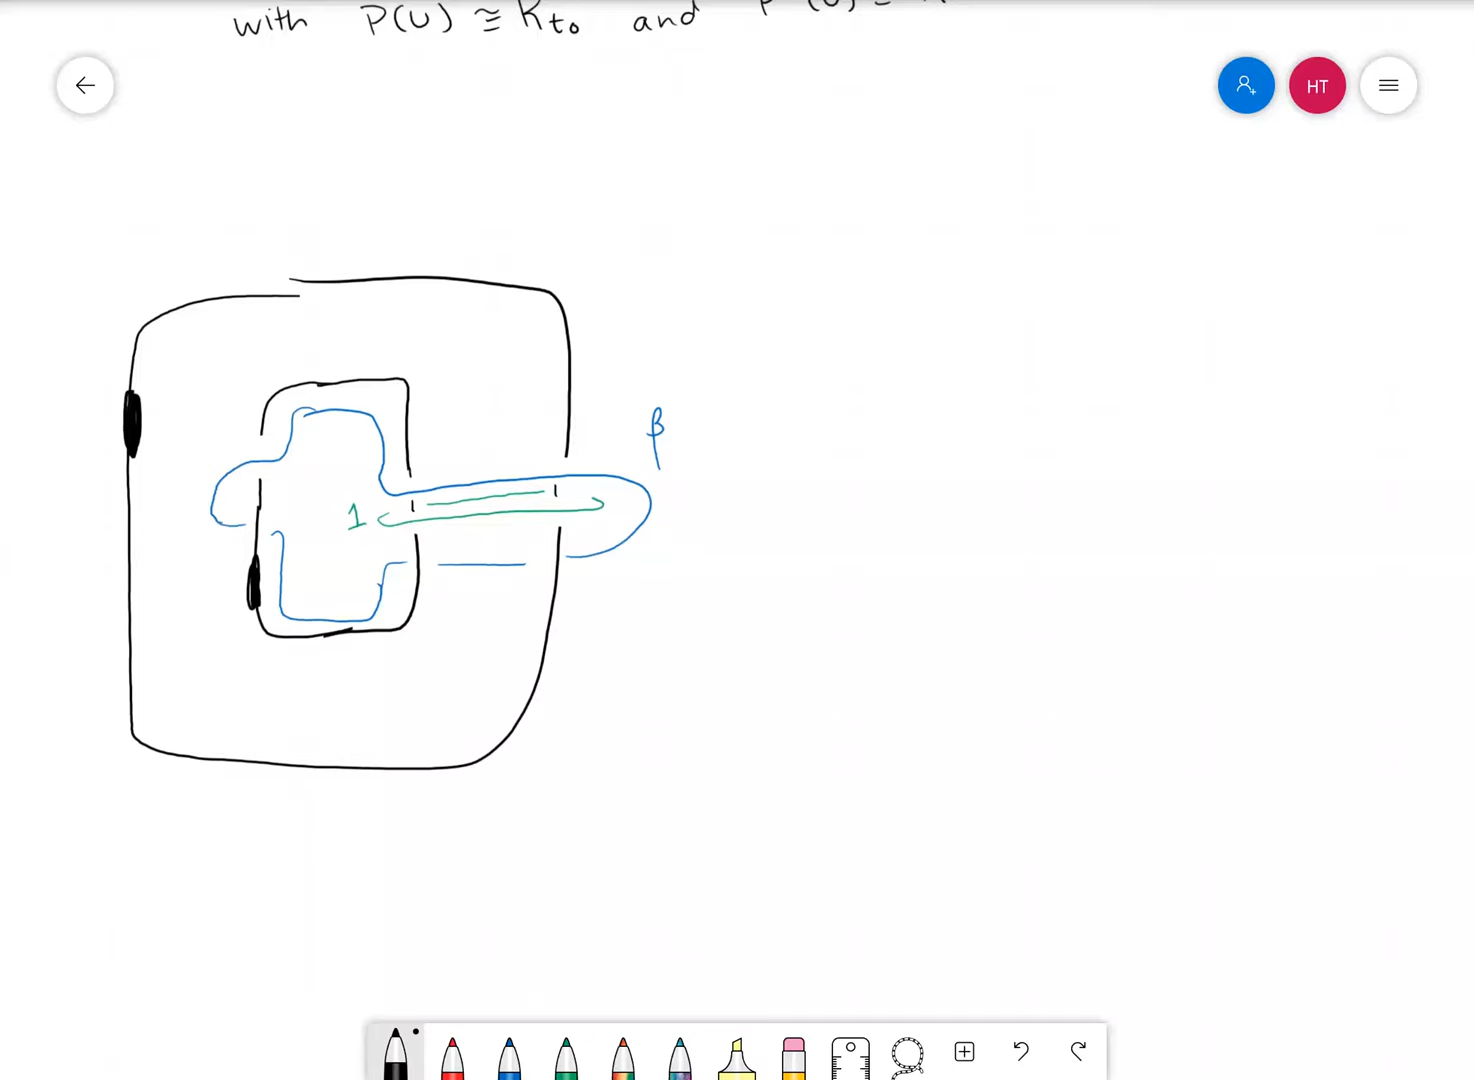 with P(U) ≅ K_{t_0} and
HT
β
1